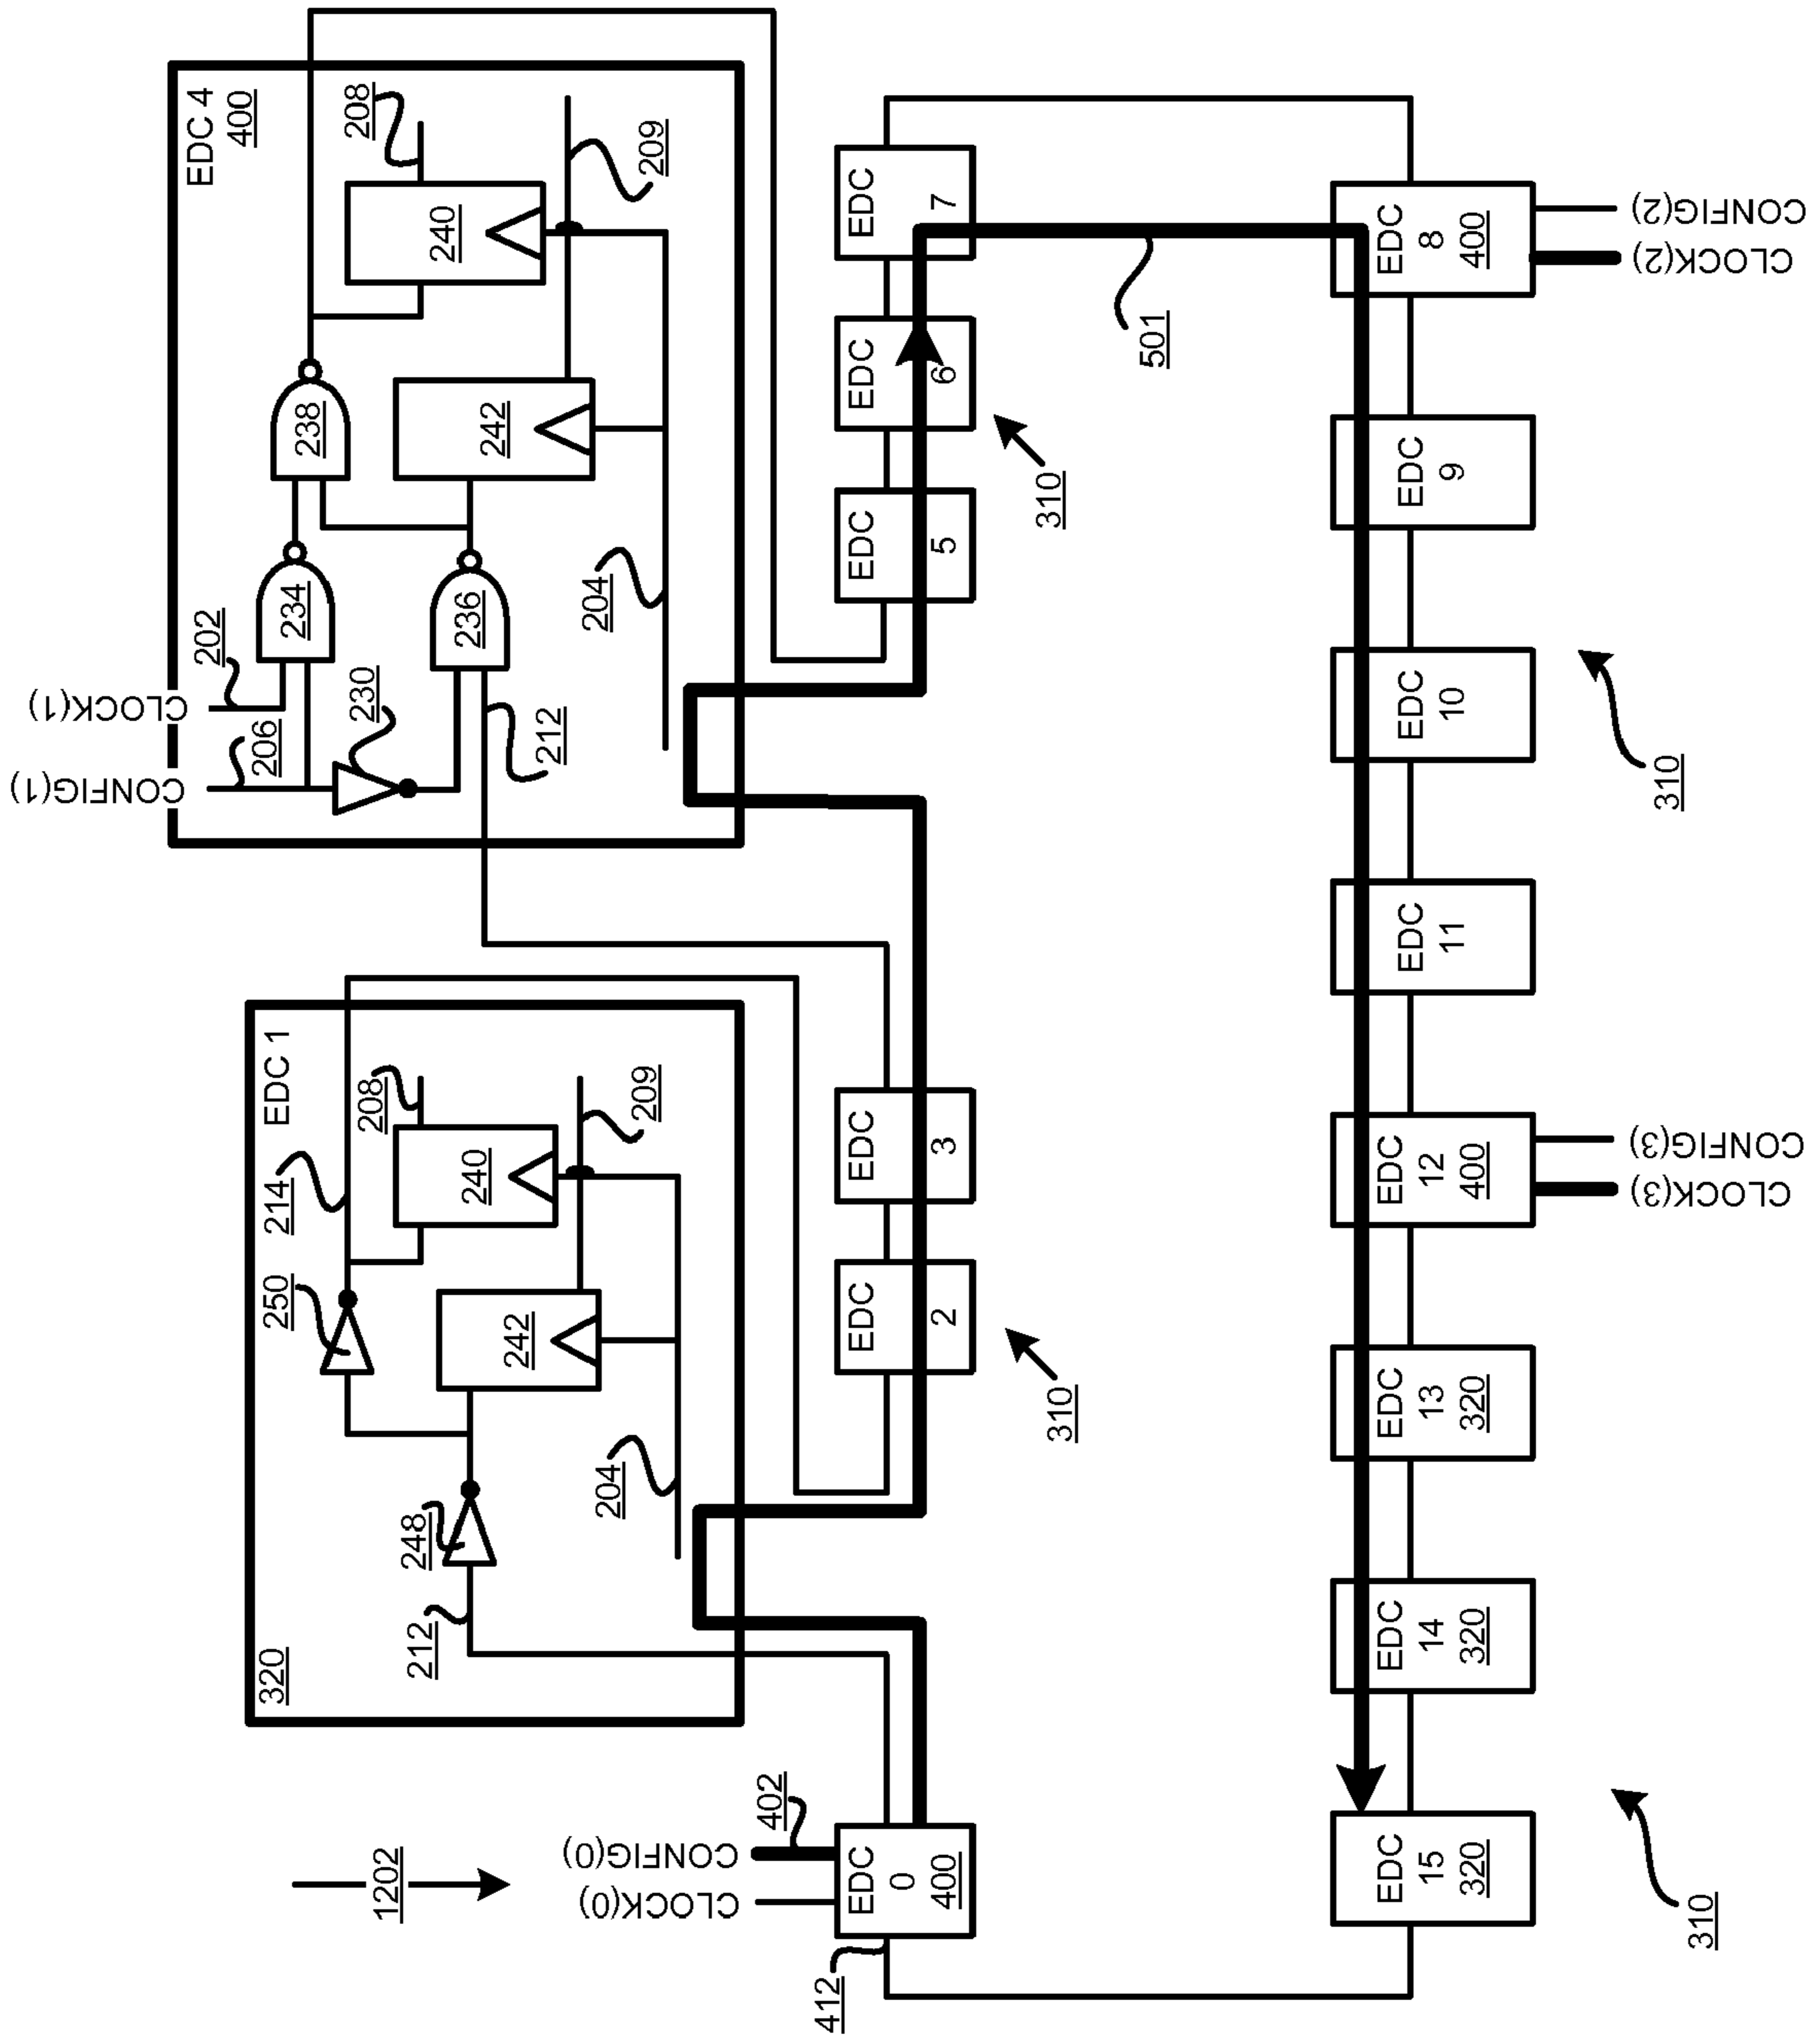 EDC 4
400
208
240
209
238
242
234
236
202
204
CLOCK(1)
206
CONFIG(1)
230
212
EDC 1
208
209
214
240
250
242
204
248
212
320
EDC
7
EDC
6
EDC
5
310
501
EDC
3
EDC
2
310
402
CONFIG(0)
CLOCK(0)
EDC
0
400
412
1202
EDC
8
400
CONFIG(2)
CLOCK(2)
EDC
9
EDC
10
310
EDC
11
EDC
12
400
CONFIG(3)
CLOCK(3)
EDC
13
320
EDC
14
320
EDC
15
320
310